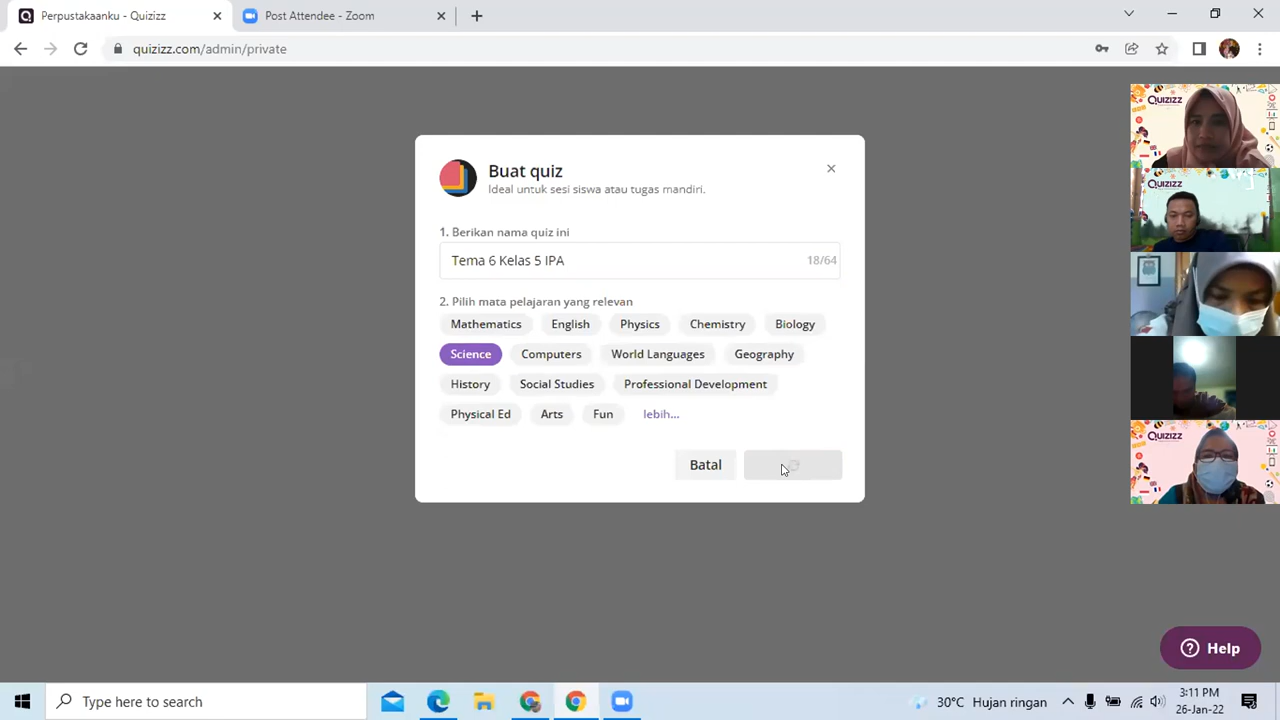 Perpustakaanku - Quizizz
Post Attendee - Zoom
quizizz.com/admin/private
Buat quiz
Ideal untuk sesi siswa atau tugas mandiri.
1. Berikan nama quiz ini
Tema 6 Kelas 5 IPA
18/64
2. Pilih mata pelajaran yang relevan
Mathematics English Physics Chemistry Biology
Science Computers World Languages Geography
History Social Studies Professional Development
Physical Ed Arts Fun lebih...
Batal
QUIZIZZ
QUIZIZZ
QUIZIZZ
Help
Type here to search
30°C Hujan ringan
3:11 PM
26-Jan-22